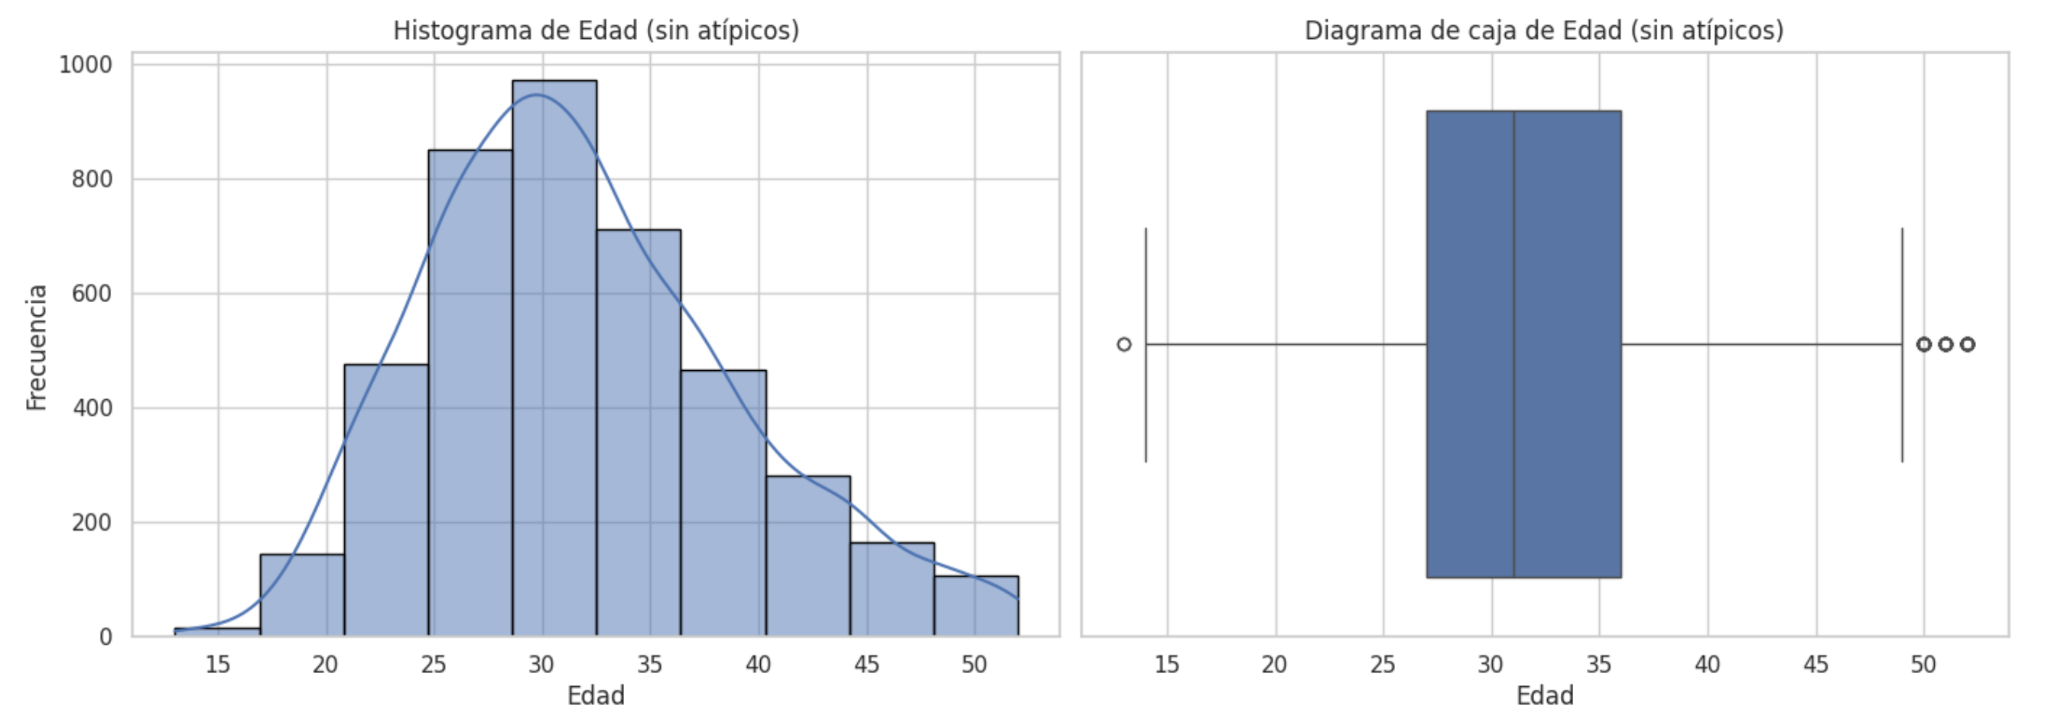 Histograma de Edad (sin atípicos)
1000
800
600
400
200
0
Frecuencia
15 20 25 30 35 40 45 50
Edad
Diagrama de caja de Edad (sin atípicos)
15 20 25 30 35 40 45 50
Edad